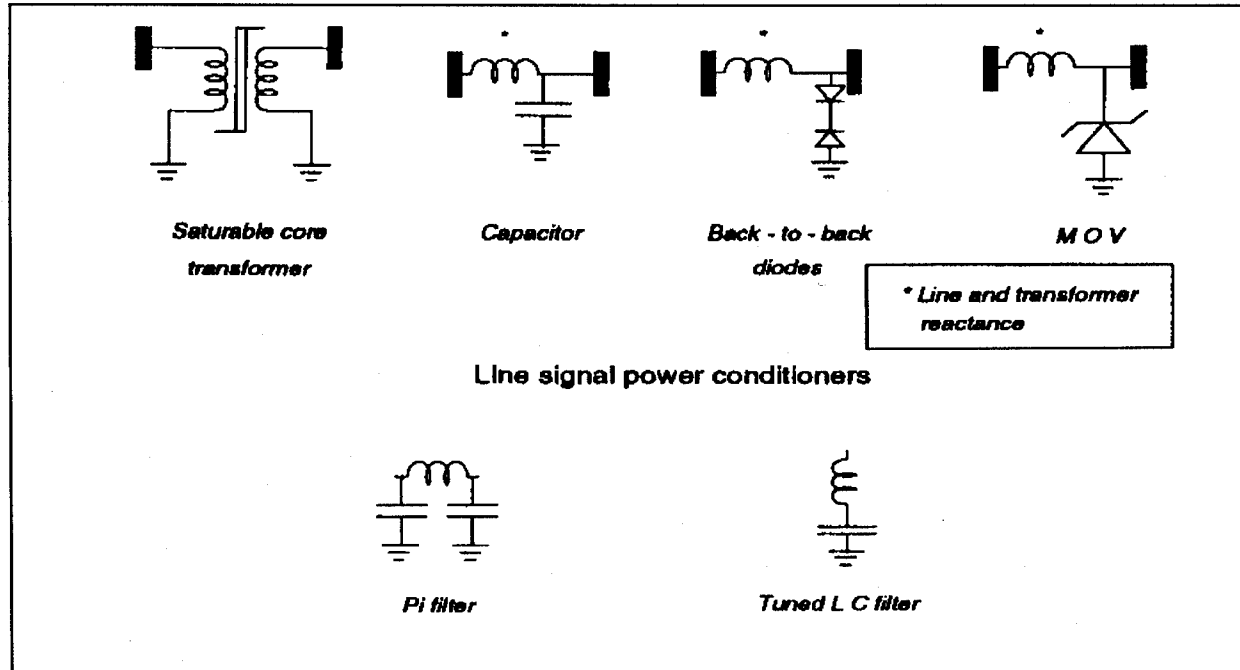 *
*
*
Saturable core
transformer
Capacitor
Back - to - back
diodes
M O V
* Line and transformer
reactance
Line signal power conditioners
Pi filter
Tuned L C filter